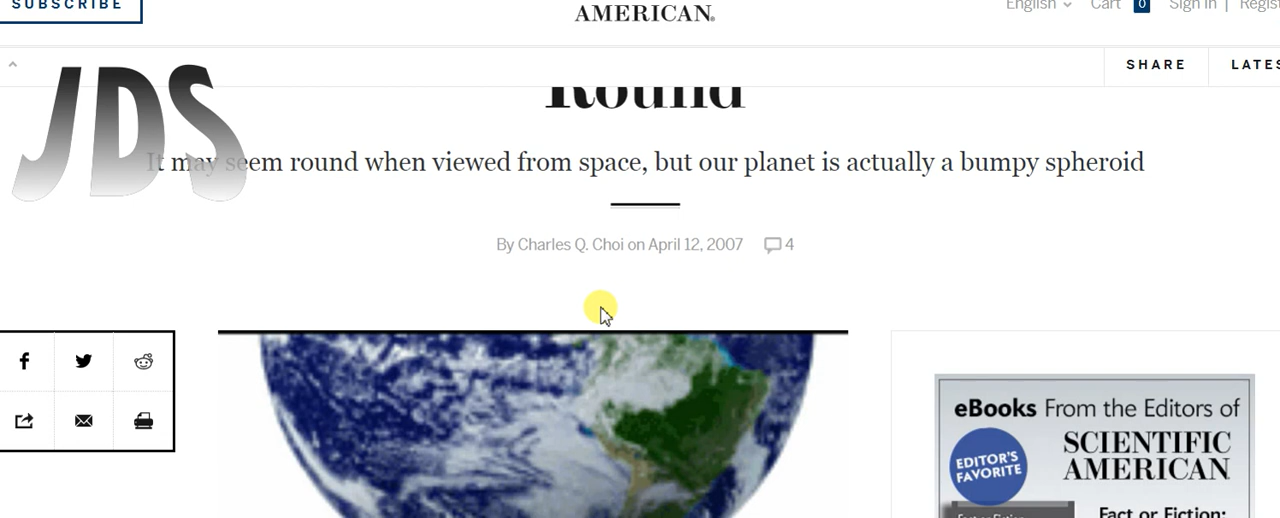 SUBSCRIBE
AMERICAN®
English
Cart 0
Sign In |
SHARE
JDS
Round
It may seem round when viewed from space, but our planet is actually a bumpy spheroid
By Charles Q. Choi on April 12, 2007
4
eBooks From the Editors of
EDITOR'S
FAVORITE
SCIENTIFIC
AMERICAN
Fact or Fiction: